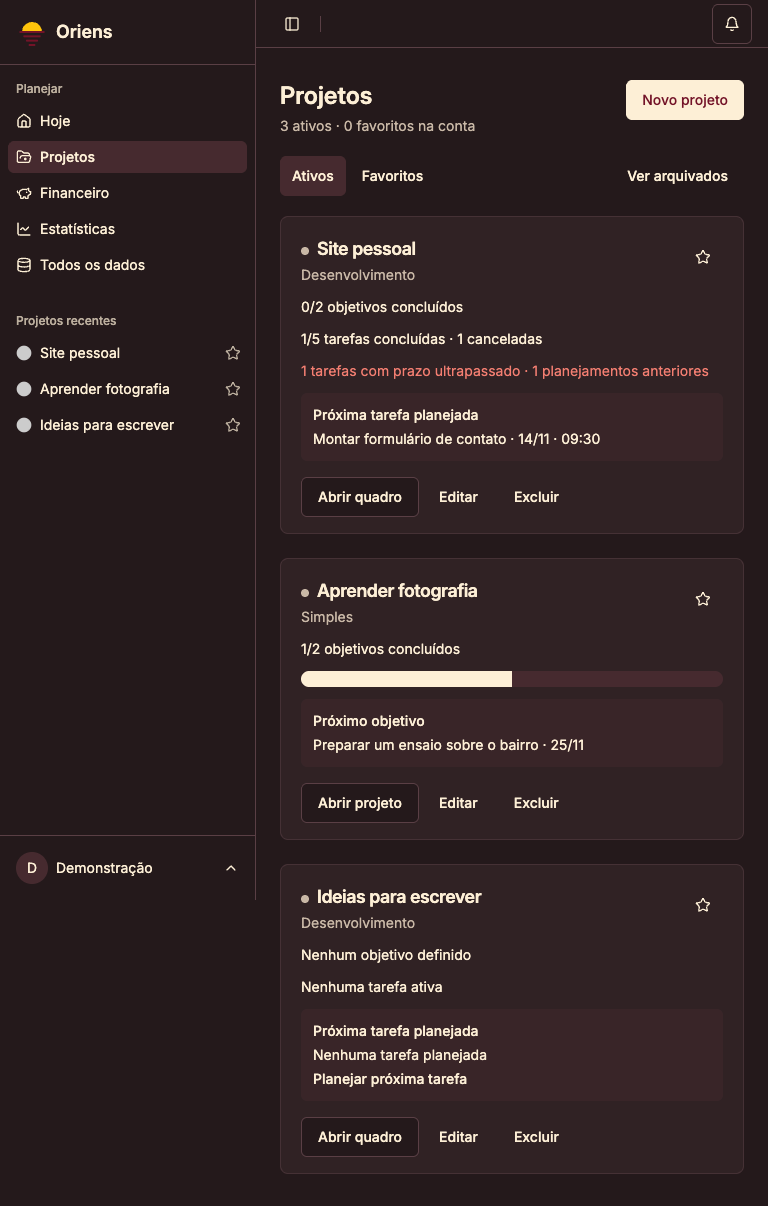 Oriens
Planejar
Hoje
Projetos
Financeiro
Estatísticas
Todos os dados
Projetos recentes
Site pessoal
Aprender fotografia
Ideias para escrever
D
Demonstração
Projetos
3 ativos · 0 favoritos na conta
Novo projeto
Ativos
Favoritos
Ver arquivados
Site pessoal
Desenvolvimento
0/2 objetivos concluídos
1/5 tarefas concluídas · 1 canceladas
1 tarefas com prazo ultrapassado · 1 planejamentos anteriores
Próxima tarefa planejada
Montar formulário de contato · 14/11 · 09:30
Abrir quadro
Editar
Excluir
Aprender fotografia
Simples
1/2 objetivos concluídos
Próximo objetivo
Preparar um ensaio sobre o bairro · 25/11
Abrir projeto
Editar
Excluir
Ideias para escrever
Desenvolvimento
Nenhum objetivo definido
Nenhuma tarefa ativa
Próxima tarefa planejada
Nenhuma tarefa planejada
Planejar próxima tarefa
Abrir quadro
Editar
Excluir